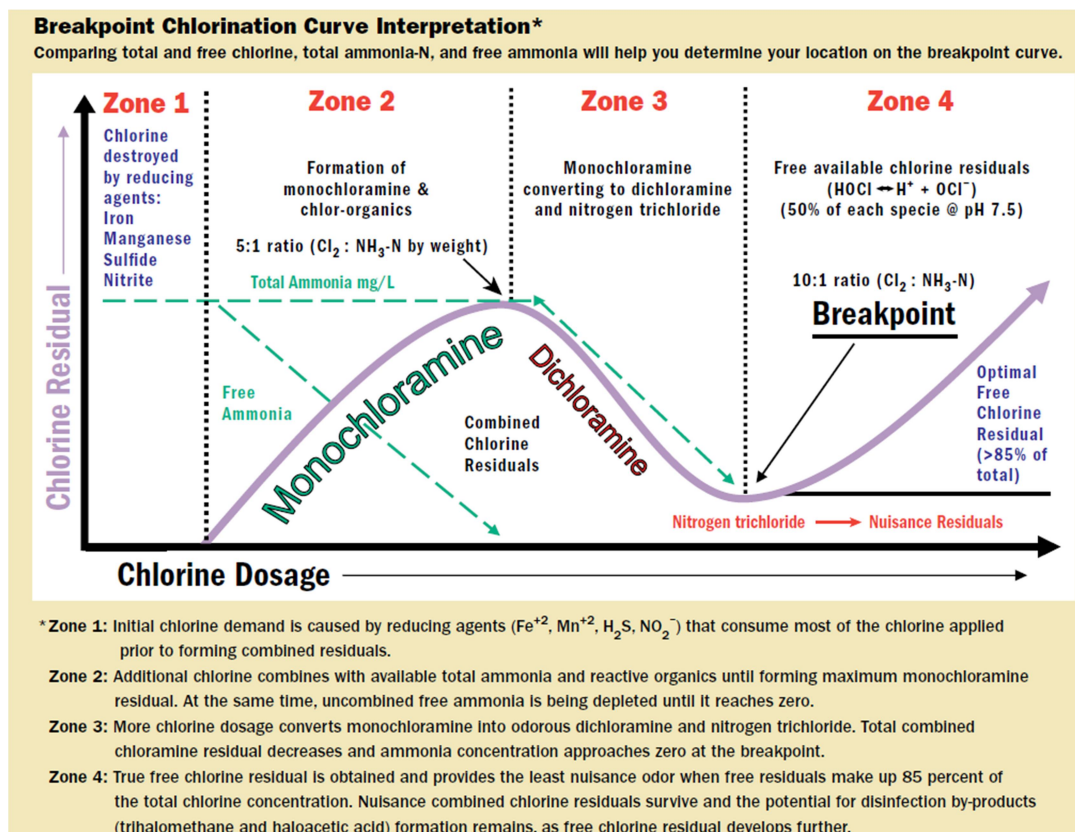 Breakpoint Chlorination Curve Interpretation*
Comparing total and free chlorine, total ammonia-N, and free ammonia will help you determine your location on the breakpoint curve.
Zone 1
Zone 2
Zone 3
Zone 4
Chlorine
destroyed
by reducing
agents:
Iron
Manganese
Sulfide
Nitrite
Formation of
monochloramine &
chlor-organics
5:1 ratio (Cl₂ : NH₃-N by weight)
Monochloramine
converting to dichloramine
and nitrogen trichloride
Free available chlorine residuals
(HOCl ↔ H⁺ + OCl⁻)
(50% of each specie @ pH 7.5)
10:1 ratio (Cl₂ : NH₃-N)
Breakpoint
Total Ammonia mg/L
Chlorine Residual
Free
Ammonia
Monochloramine
Combined
Chlorine
Residuals
Dichloramine
Optimal
Free
Chlorine
Residual
(>85% of
total)
Nitrogen trichloride → Nuisance Residuals
Chlorine Dosage
*Zone 1: Initial chlorine demand is caused by reducing agents (Fe⁺², Mn⁺², H₂S, NO₂⁻) that consume most of the chlorine applied
prior to forming combined residuals.
Zone 2: Additional chlorine combines with available total ammonia and reactive organics until forming maximum monochloramine
residual. At the same time, uncombined free ammonia is being depleted until it reaches zero.
Zone 3: More chlorine dosage converts monochloramine into odorous dichloramine and nitrogen trichloride. Total combined
chloramine residual decreases and ammonia concentration approaches zero at the breakpoint.
Zone 4: True free chlorine residual is obtained and provides the least nuisance odor when free residuals make up 85 percent of
the total chlorine concentration. Nuisance combined chlorine residuals survive and the potential for disinfection by-products
(trihalomethane and haloacetic acid) formation remains, as free chlorine residual develops further.